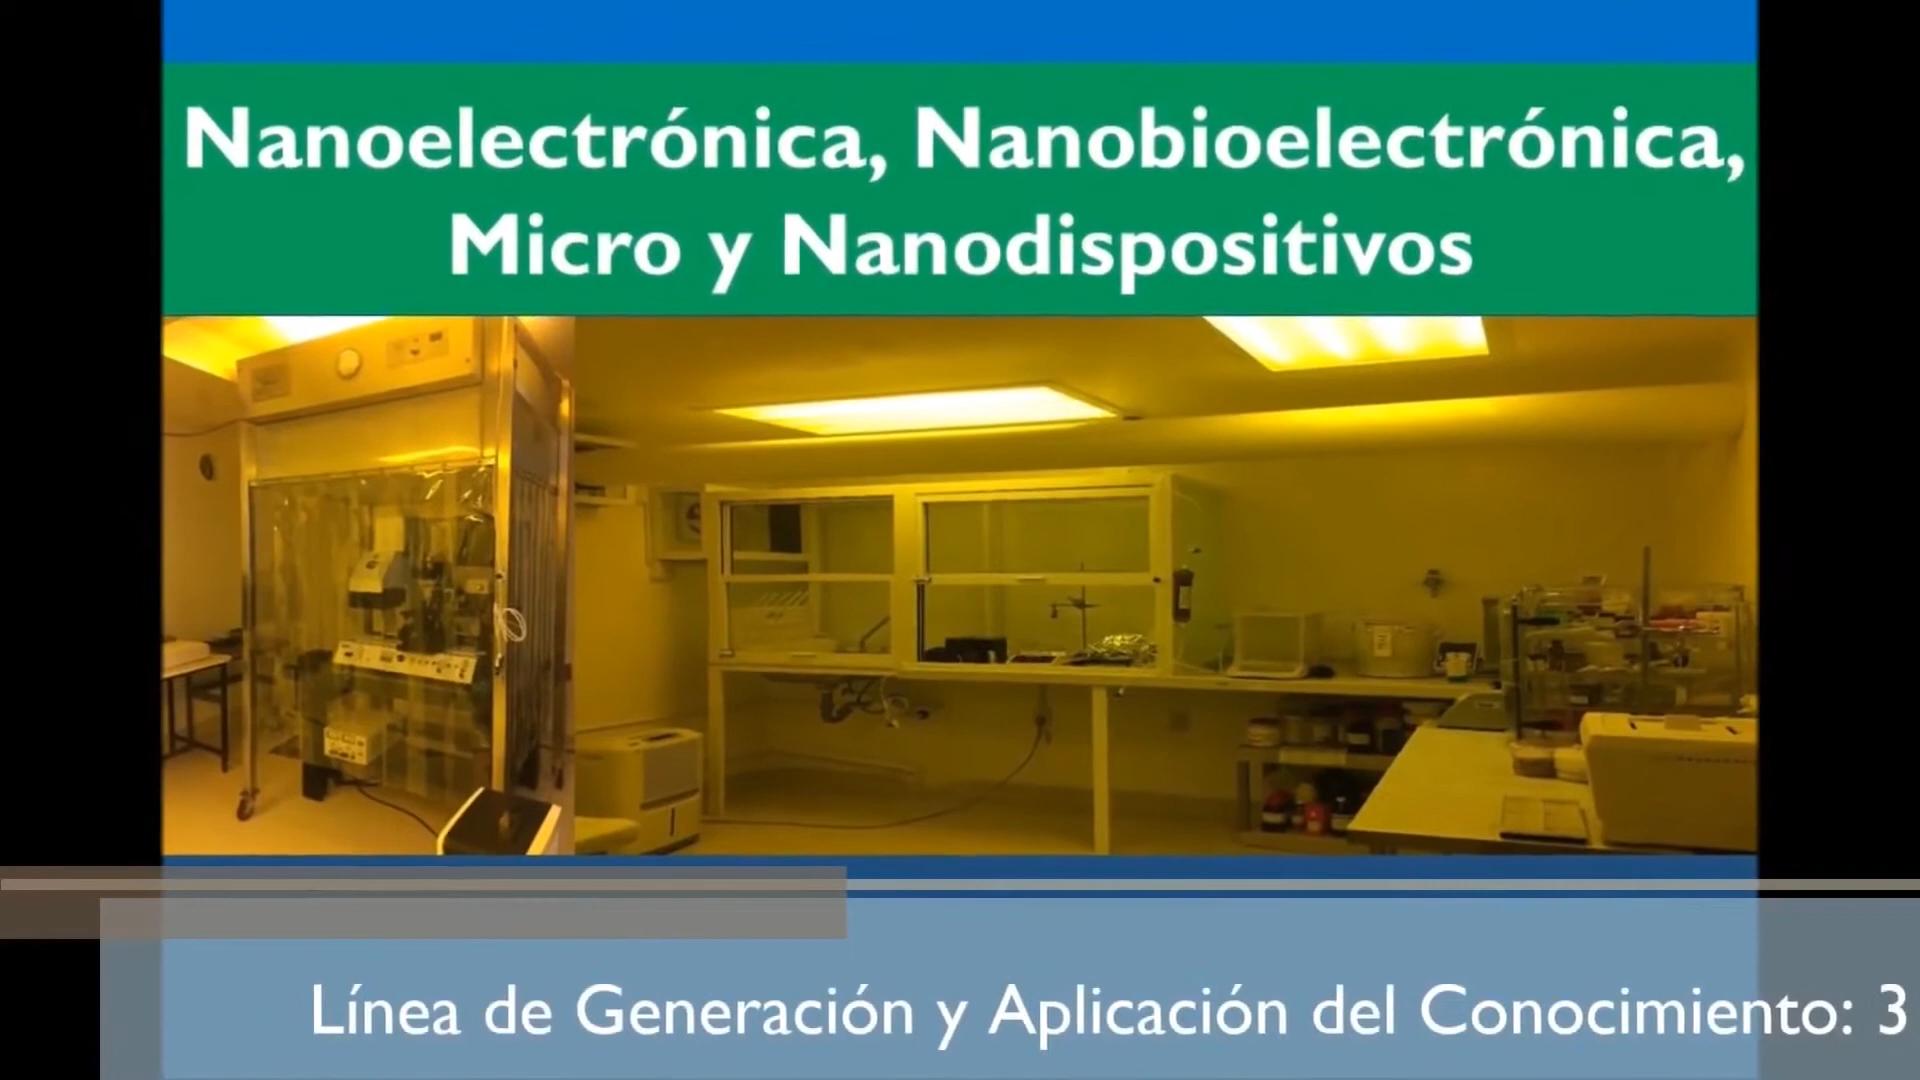 Nanoelectrónica, Nanobioelectrónica,
Micro y Nanodispositivos
Línea de Generación y Aplicación del Conocimiento: 3